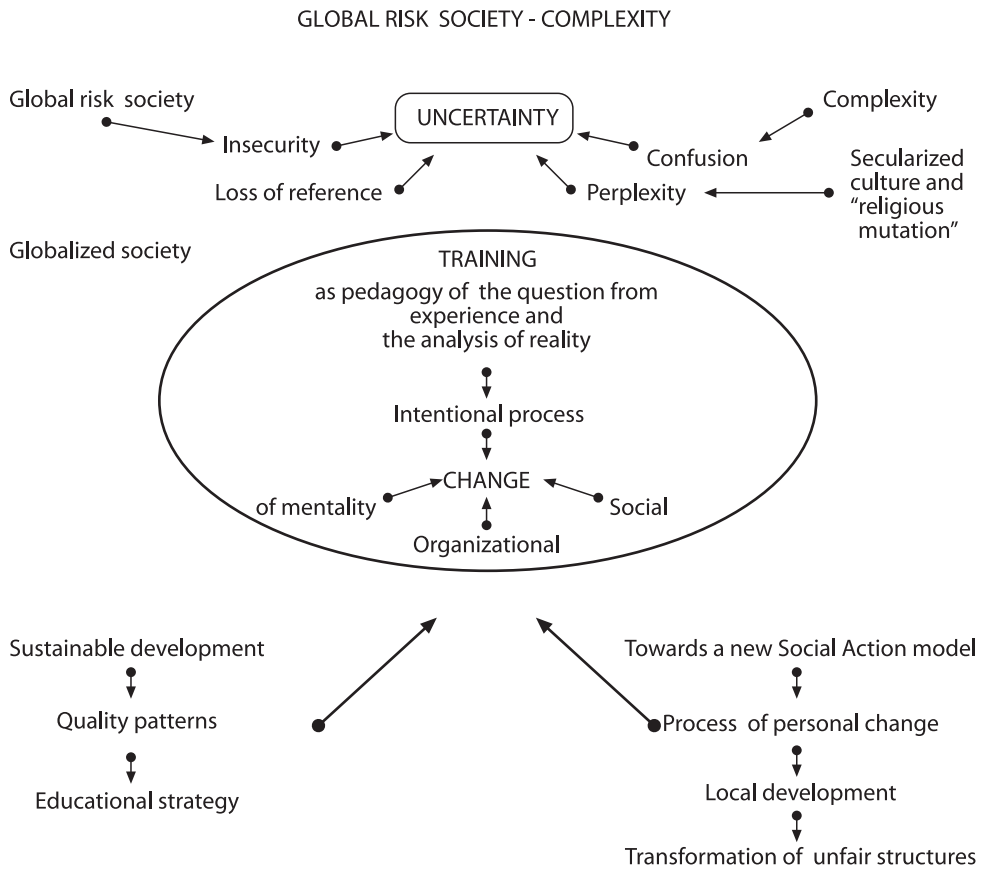 GLOBAL RISK SOCIETY - COMPLEXITY
Global risk society
UNCERTAINTY
Complexity
Insecurity
Confusion
Loss of reference
Perplexity
Secularized
culture and
“religious
mutation”
Globalized society
TRAINING
as pedagogy of the question from
experience and
the analysis of reality
Intentional process
CHANGE
of mentality
Social
Organizational
Sustainable development
Quality patterns
Educational strategy
Towards a new Social Action model
Process of personal change
Local development
Transformation of unfair structures